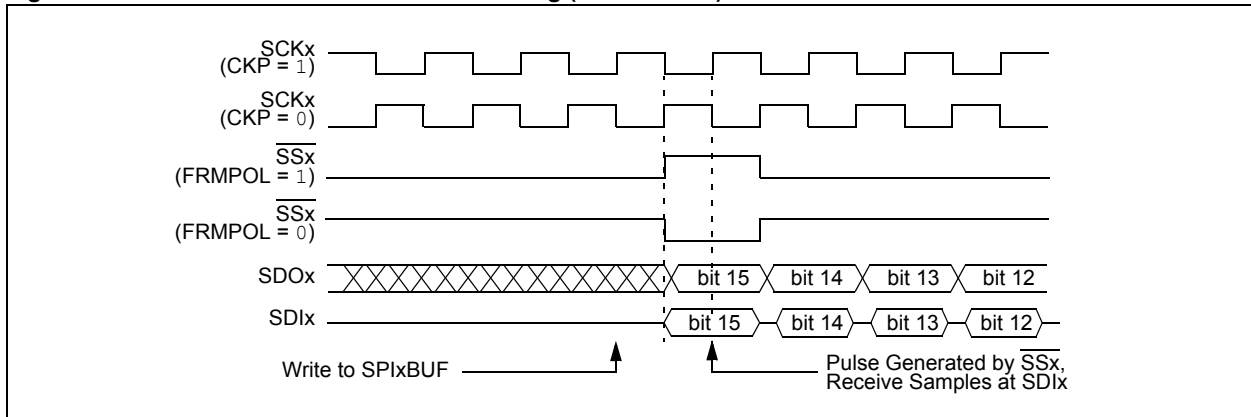 SCKx
(CKP = 1)
SCKx
(CKP = 0)
SSx
(FRMPOL = 1)
SSx
(FRMPOL = 0)
SDOx
bit 15 bit 14 bit 13 bit 12
SDIx
bit 15 bit 14 bit 13 bit 12
Write to SPIxBUF
Pulse Generated by SSx,
Receive Samples at SDIx